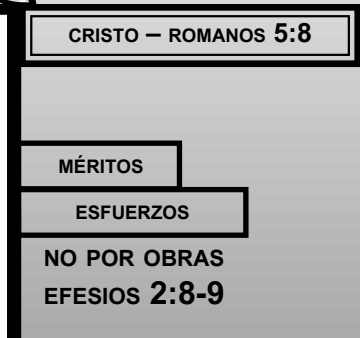 CRISTO – ROMANOS 5:8
MÉRITOS
ESFUERZOS
NO POR OBRAS
EFESIOS 2:8-9